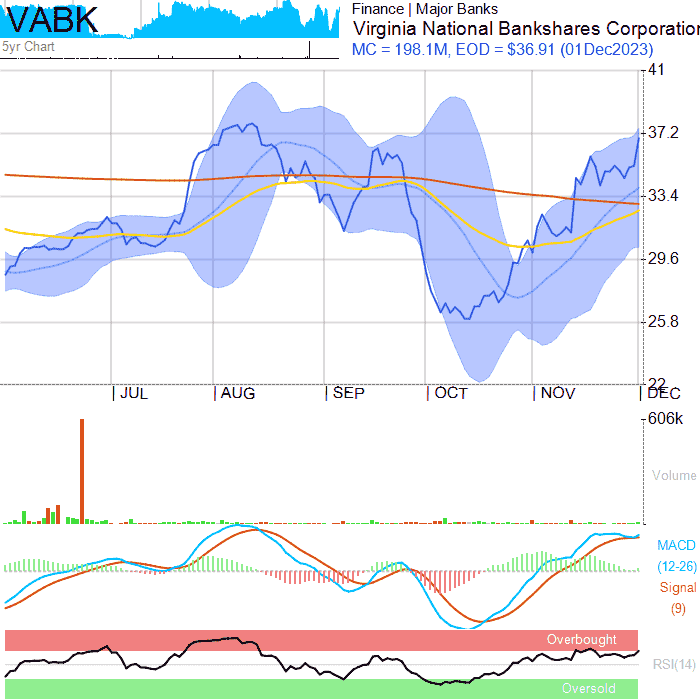 VABK
5yr Chart
Finance | Major Banks
Virginia National Bankshares Corporation
MC = 198.1M, EOD = $36.91 (01Dec2023)
41
37.2
33.4
29.6
25.8
22
JUL
AUG
SEP
OCT
NOV
DEC
606k
Volume
MACD
(12-26)
Signal
(9)
Overbought
RSI(14)
Oversold